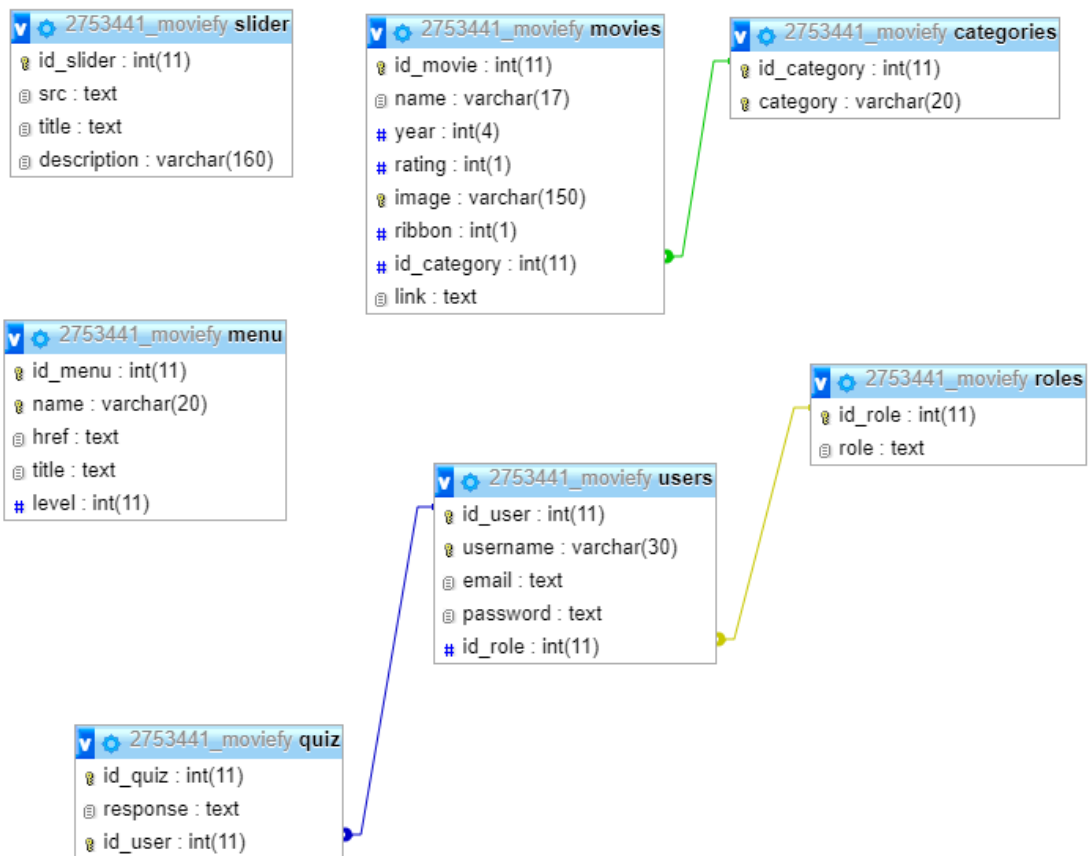 2753441_moviefy slider
id_slider : int(11)
src : text
title : text
description : varchar(160)
2753441_moviefy movies
id_movie : int(11)
name : varchar(17)
# year : int(4)
# rating : int(1)
image : varchar(150)
# ribbon : int(1)
# id_category : int(11)
link : text
2753441_moviefy categories
id_category : int(11)
category : varchar(20)
2753441_moviefy menu
id_menu : int(11)
name : varchar(20)
href : text
title : text
# level : int(11)
2753441_moviefy roles
id_role : int(11)
role : text
2753441_moviefy users
id_user : int(11)
username : varchar(30)
email : text
password : text
# id_role : int(11)
2753441_moviefy quiz
id_quiz : int(11)
response : text
id_user : int(11)